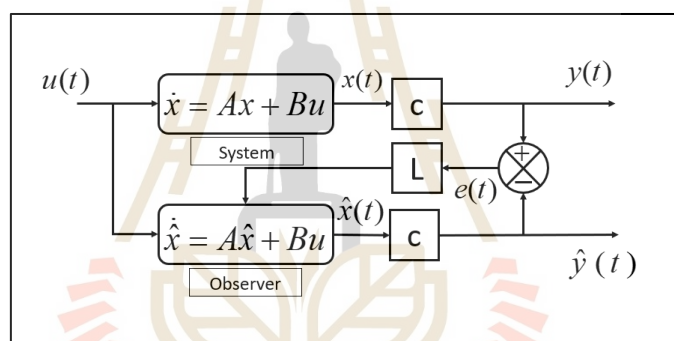 u(t)
ẋ = Ax + Bu
x(t)
C
y(t)
System
+
L
e(t)
−
x̂̇ = Ax̂ + Bu
x̂(t)
C
ŷ (t)
Observer